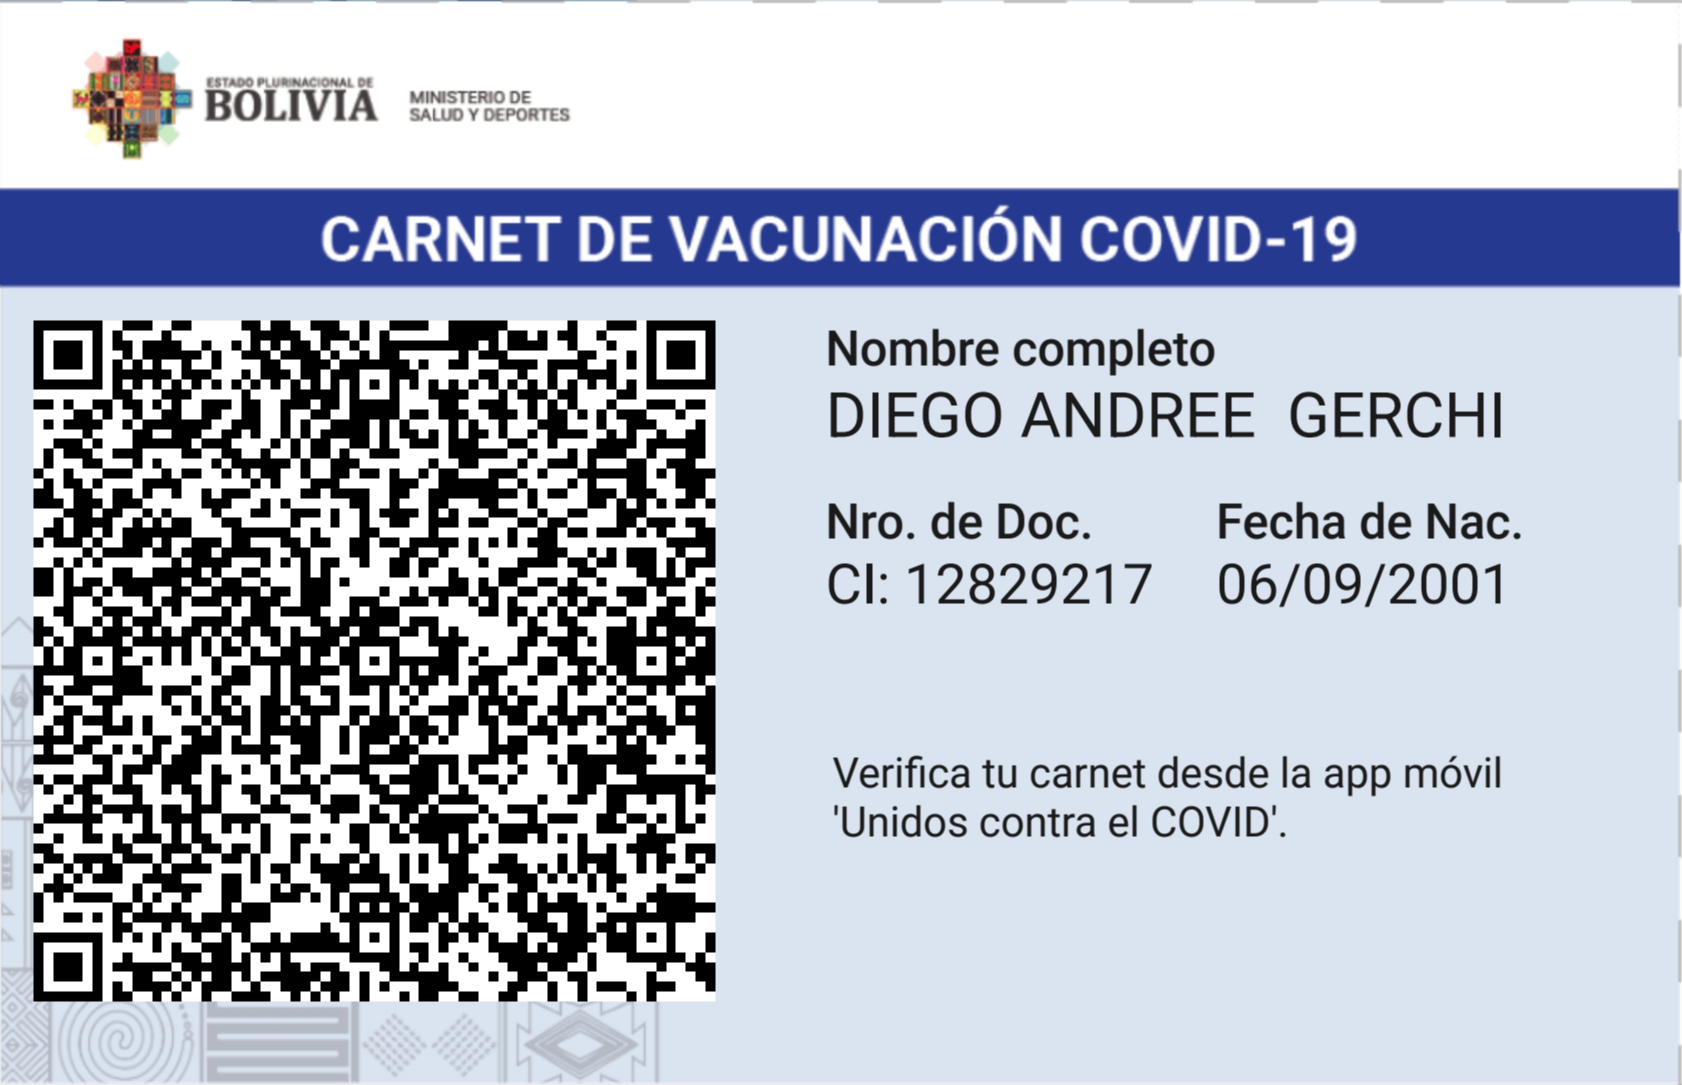 ESTADO PLURINACIONAL DE
BOLIVIA
MINISTERIO DE
SALUD Y DEPORTES
CARNET DE VACUNACIÓN COVID-19
Nombre completo
DIEGO ANDREE  GERCHI
Nro. de Doc. Fecha de Nac.
CI: 12829217 06/09/2001
Verifica tu carnet desde la app móvil
'Unidos contra el COVID'.